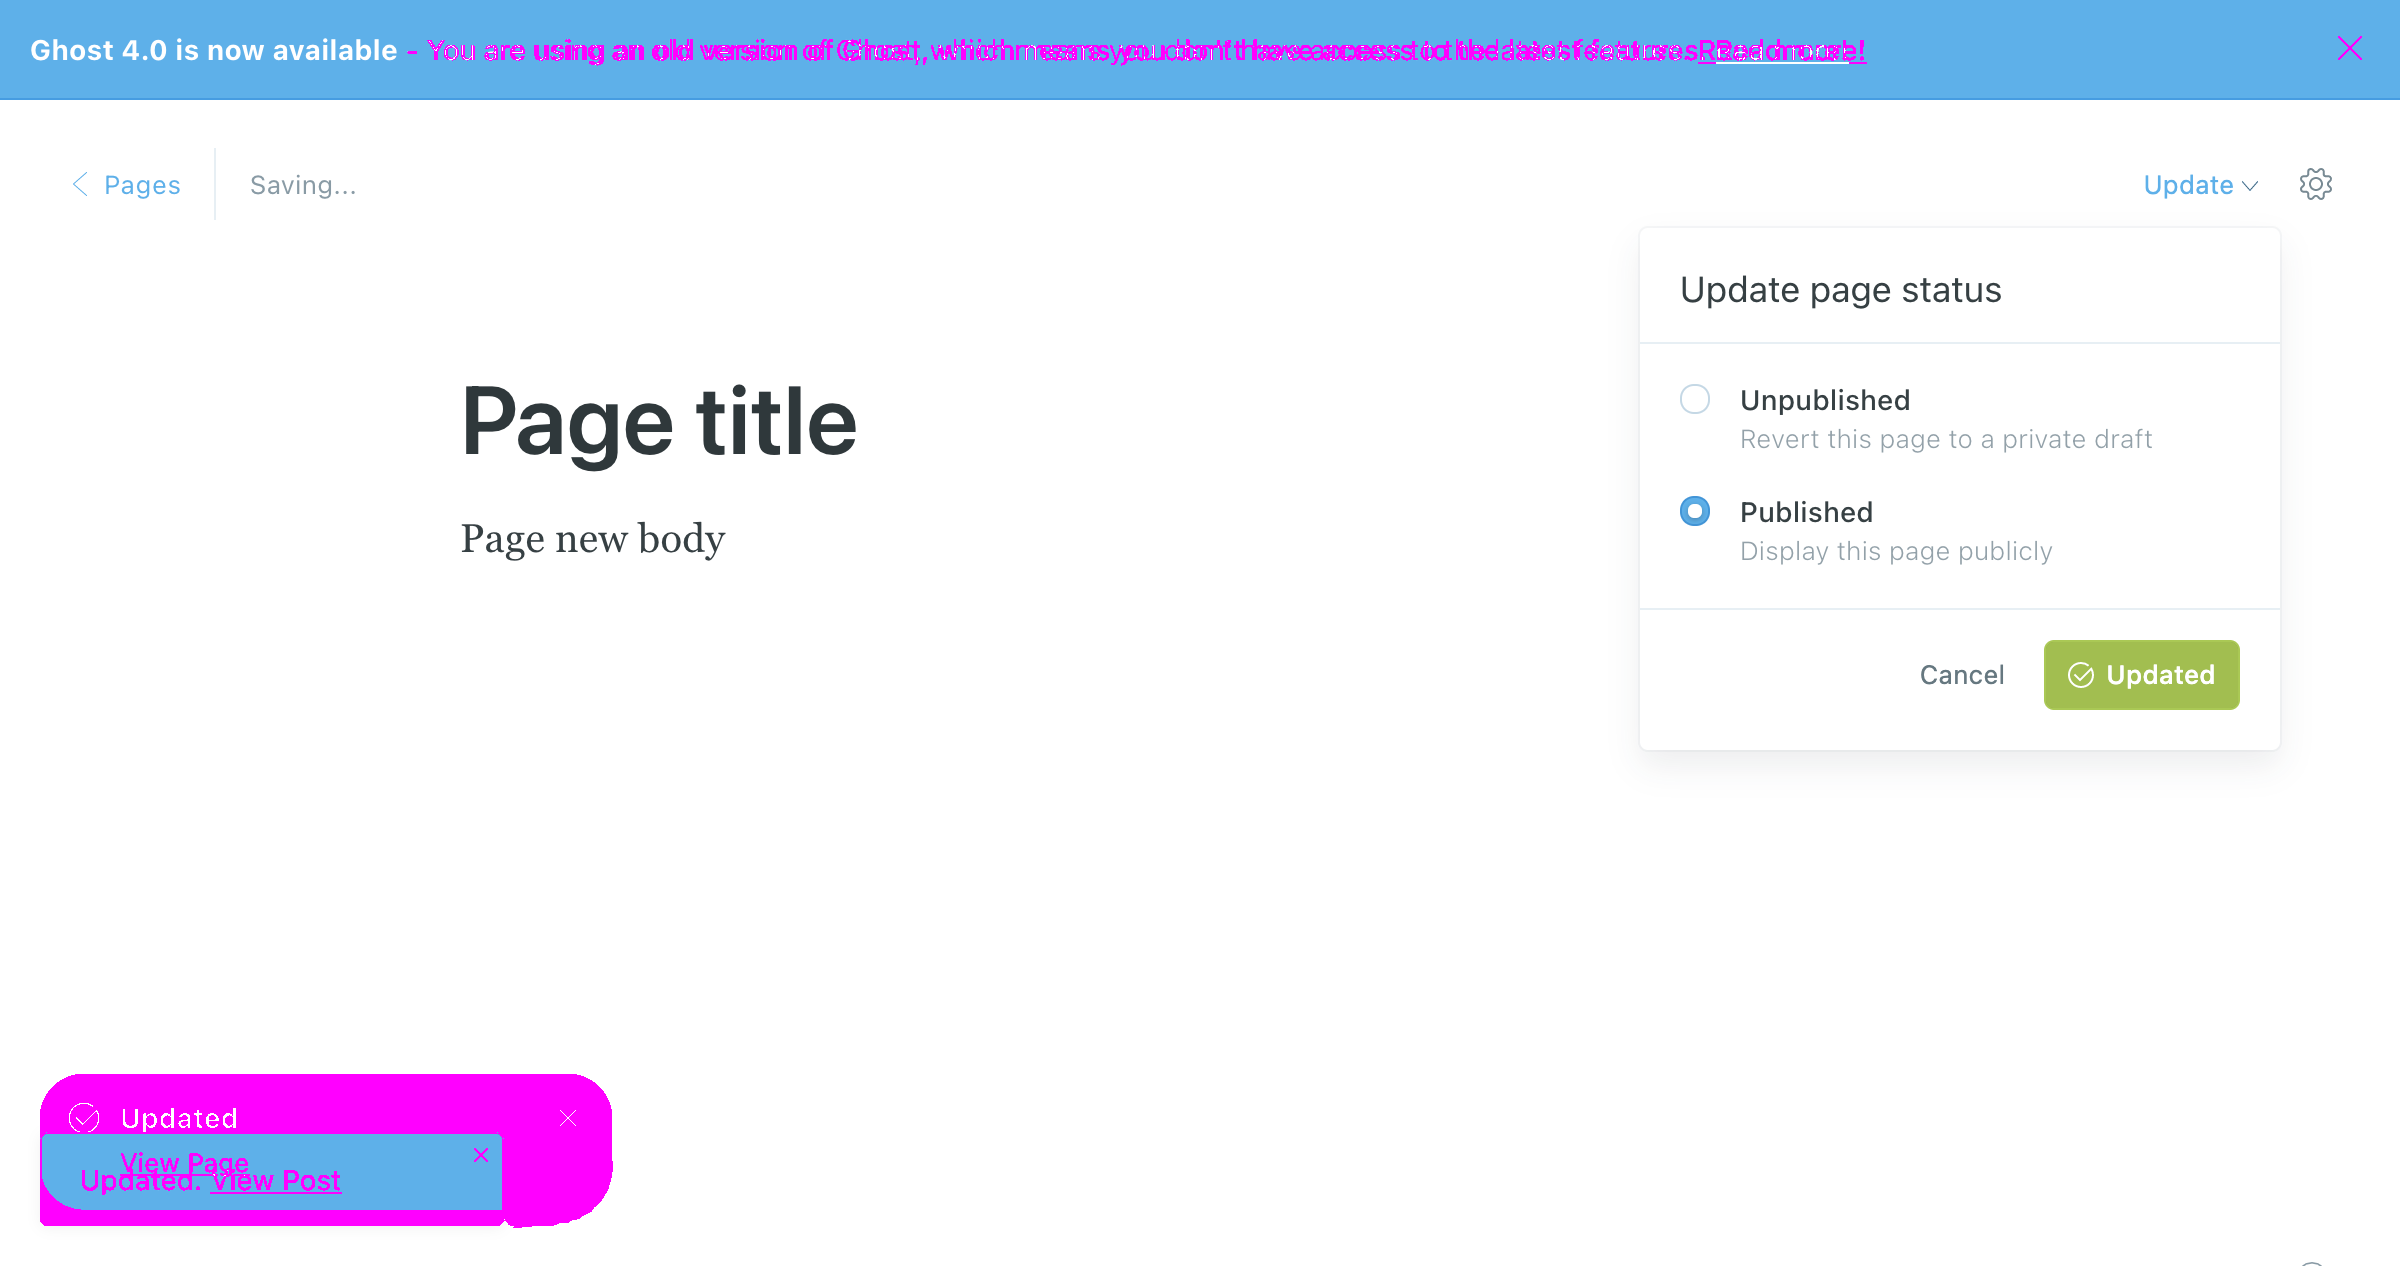 Ghost 4.0 is now available - You are using an old version of Ghost, which means you don't have access to the latest features. Read more!
Pages
Saving...
Update
Update page status
Unpublished
Revert this page to a private draft
Published
Display this page publicly
Cancel
Updated
Page title
Page new body
Updated
View Page
Updated. View Post